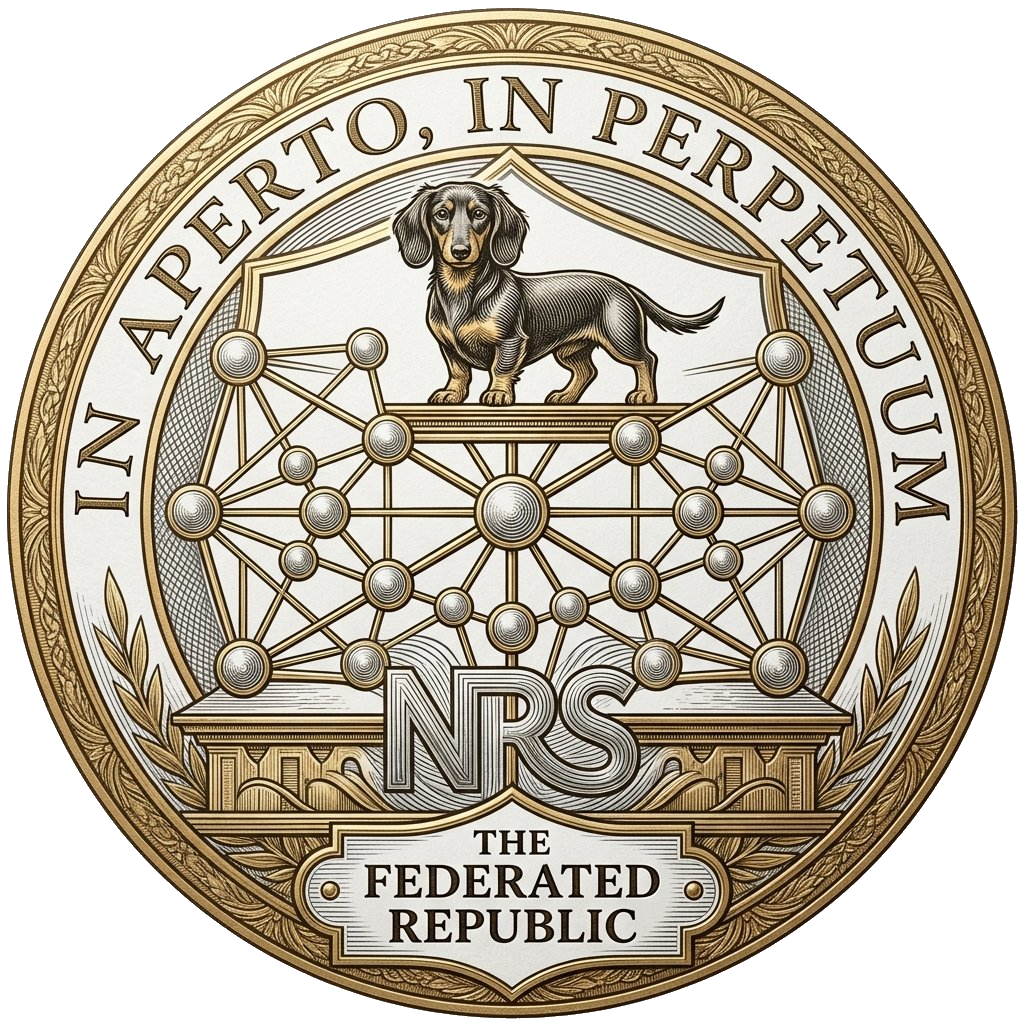 IN APERTO, IN PERPETUUM
NRS
THE
FEDERATED
REPUBLIC